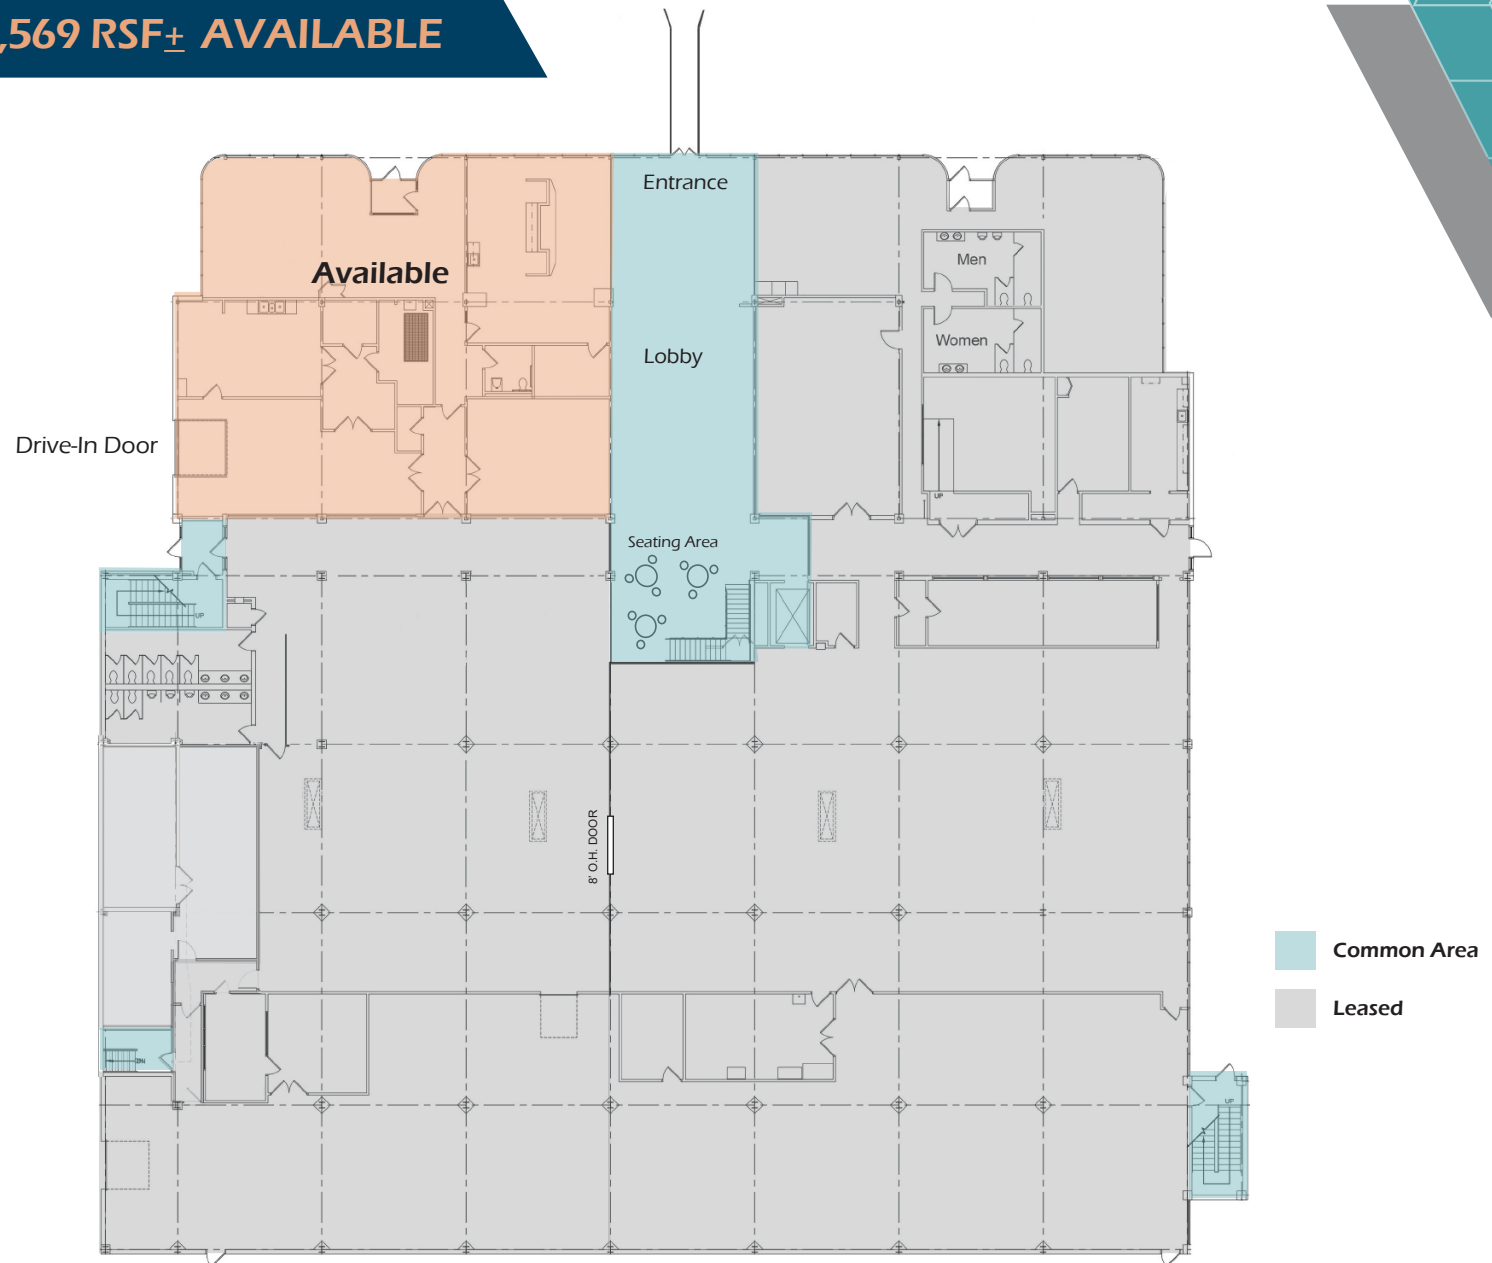 ,569 RSF± AVAILABLE
Entrance
Men
Available
Women
Lobby
Drive-In Door
UP
Seating Area
UP
8' O.H. DOOR
Common Area
Leased
UP